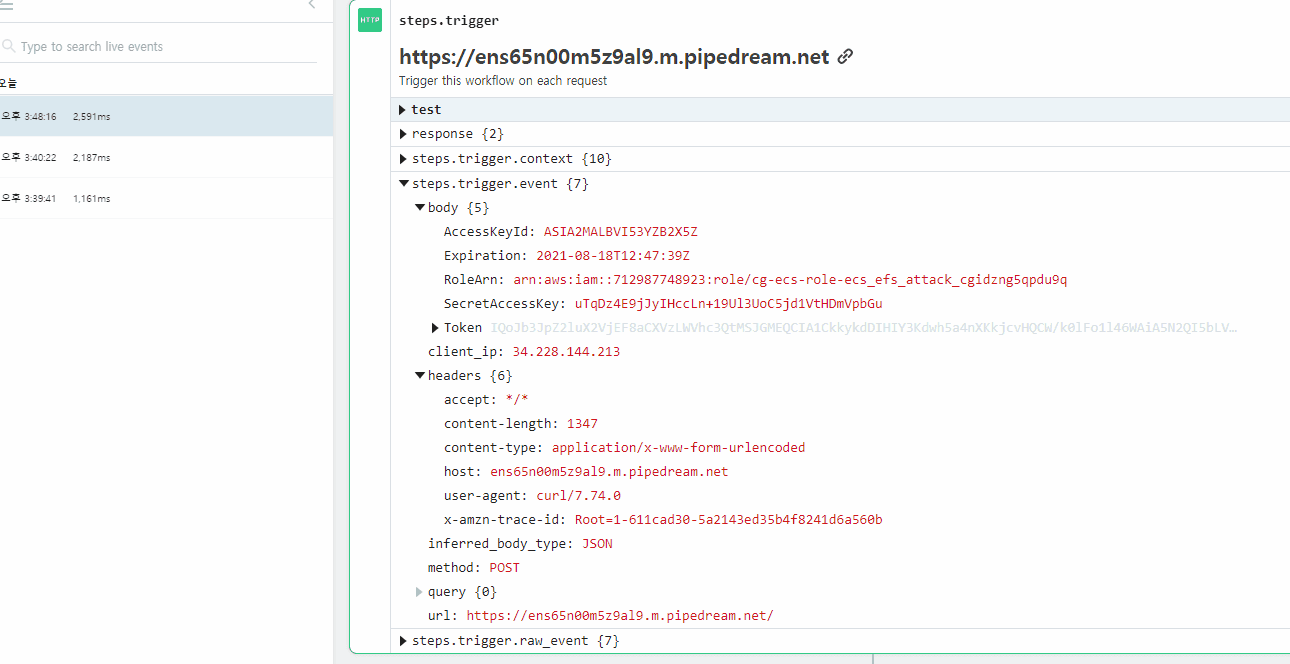 Type to search live events
오늘
오후 3:48:16 2,591ms
오후 3:40:22 2,187ms
오후 3:39:41 1,161ms
HTTP
steps.trigger
https://ens65n00m5z9al9.m.pipedream.net
Trigger this workflow on each request
test
response {2}
steps.trigger.context {10}
steps.trigger.event {7}
body {5}
AccessKeyId: ASIA2MALBVI53YZB2X5Z
Expiration: 2021-08-18T12:47:39Z
RoleArn: arn:aws:iam::712987748923:role/cg-ecs-role-ecs_efs_attack_cgidzng5qpdu9q
SecretAccessKey: uTqDz4E9jJyIHccLn+19Ul3UoC5jd1VtHDmVpbGu
Token IQoJb3JpZ2luX2VjEF8aCXVzLWVhc3QtMSJGMEQCIA1CkkykdDIHIY3Kdwh5a4nXKkjcvHQCW/k0lFo1l46WAiA5N2QI5bLV…
client_ip: 34.228.144.213
headers {6}
accept: */*
content-length: 1347
content-type: application/x-www-form-urlencoded
host: ens65n00m5z9al9.m.pipedream.net
user-agent: curl/7.74.0
x-amzn-trace-id: Root=1-611cad30-5a2143ed35b4f8241d6a560b
inferred_body_type: JSON
method: POST
query {0}
url: https://ens65n00m5z9al9.m.pipedream.net/
steps.trigger.raw_event {7}